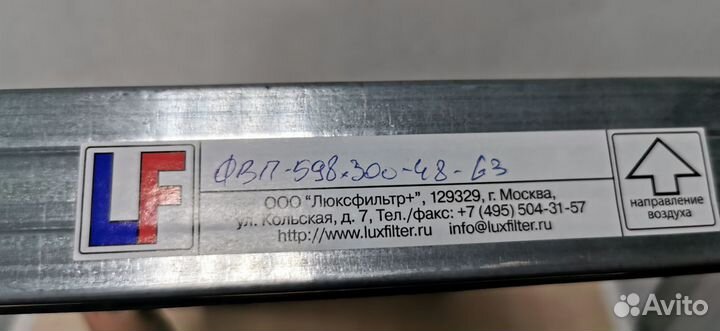 LF
ФВП-598х300-48-G3
ООО "Люксфильтр+", 129329, г. Москва,
ул. Кольская, д. 7, Тел./факс: +7 (495) 504-31-57
http://www.luxfilter.ru info@luxfilter.ru
направление
воздуха
Avito